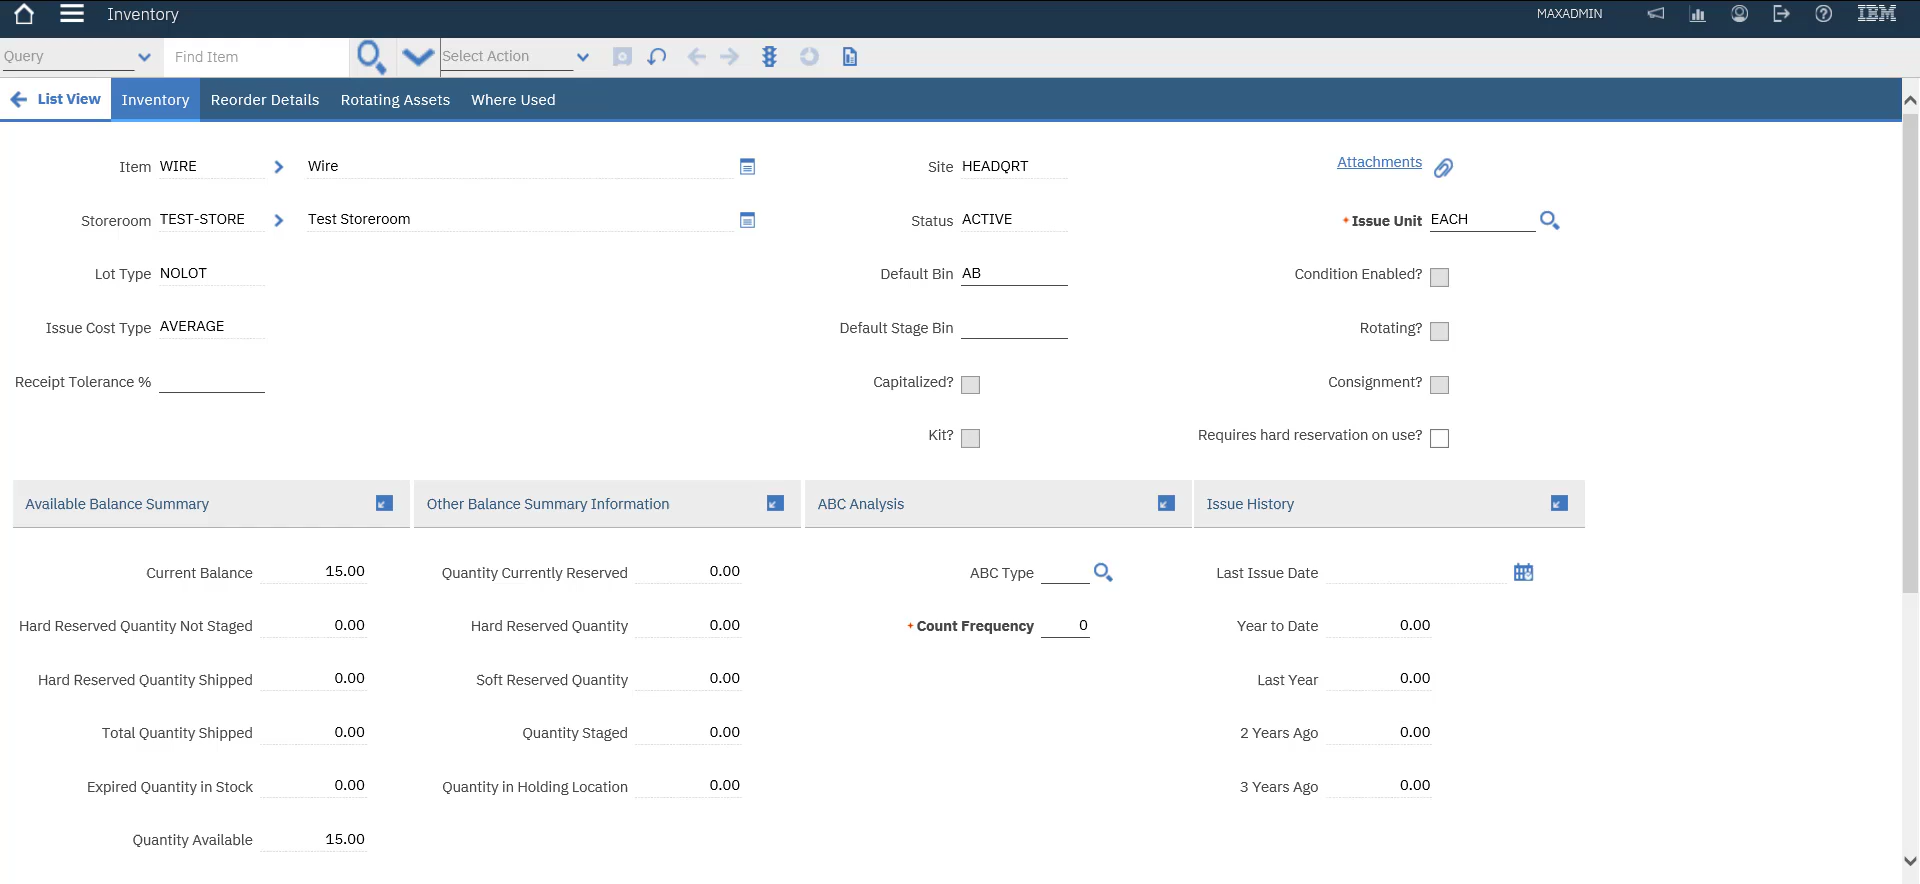 Inventory MAXADMIN IBM
Query Find Item Select Action
List View Inventory Reorder Details Rotating Assets Where Used
Item WIRE Wire Site HEADQRT Attachments
Storeroom TEST-STORE Test Storeroom Status ACTIVE * Issue Unit EACH
Lot Type NOLOT Default Bin AB Condition Enabled?
Issue Cost Type AVERAGE Default Stage Bin Rotating?
Receipt Tolerance % Capitalized? Consignment?
Kit? Requires hard reservation on use?
Available Balance Summary Other Balance Summary Information ABC Analysis Issue History
Current Balance 15.00 Quantity Currently Reserved 0.00 ABC Type Last Issue Date
Hard Reserved Quantity Not Staged 0.00 Hard Reserved Quantity 0.00 * Count Frequency 0 Year to Date 0.00
Hard Reserved Quantity Shipped 0.00 Soft Reserved Quantity 0.00 Last Year 0.00
Total Quantity Shipped 0.00 Quantity Staged 0.00 2 Years Ago 0.00
Expired Quantity in Stock 0.00 Quantity in Holding Location 0.00 3 Years Ago 0.00
Quantity Available 15.00